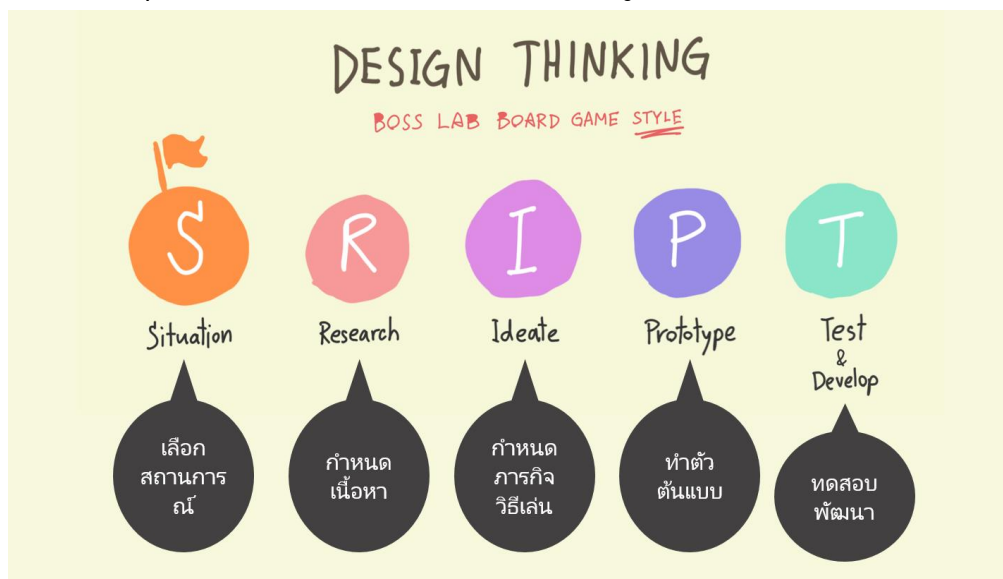 DESIGN THINKING
BOSS LAB BOARD GAME STYLE
S
R
I
P
T
Situation
Research
Ideate
Prototype
Test
&
Develop
เลือก
สถานการ
ณ์
กำหนด
เนื้อหา
กำหนด
ภารกิจ
วิธีเล่น
ทำตัว
ต้นแบบ
ทดสอบ
พัฒนา